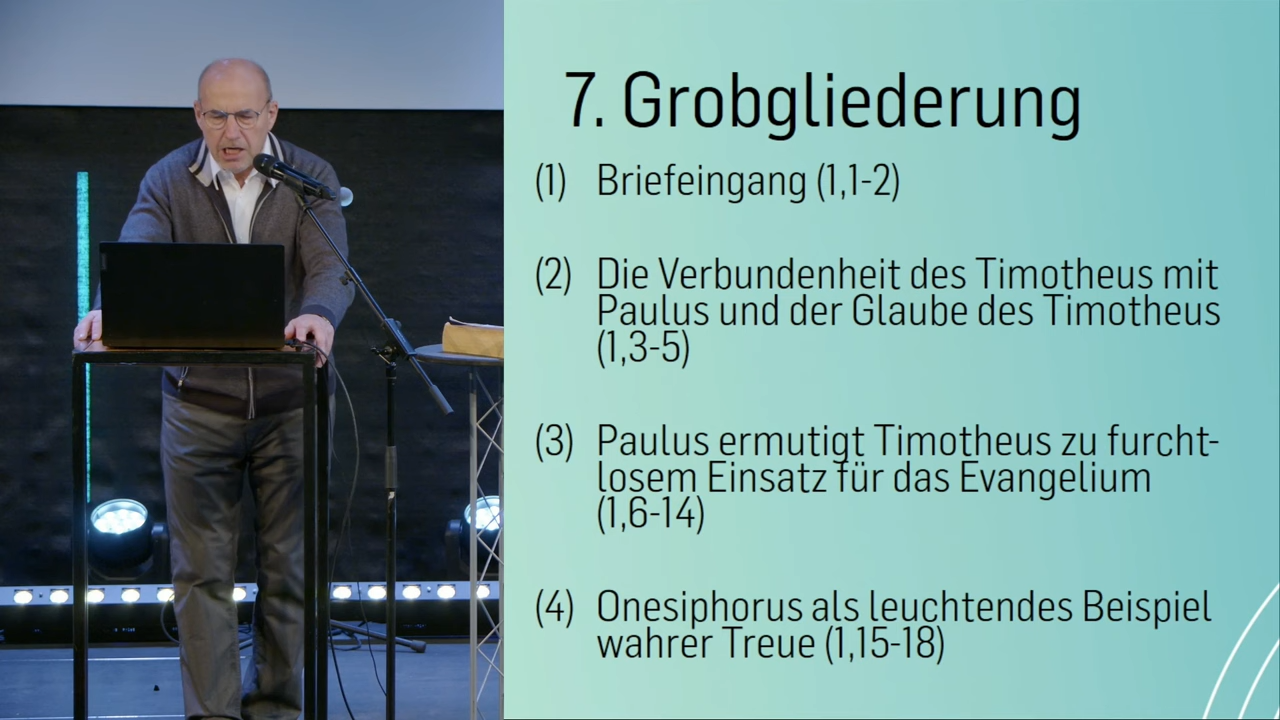 7. Grobgliederung
(1) Briefeingang (1,1-2)
(2) Die Verbundenheit des Timotheus mit
Paulus und der Glaube des Timotheus
(1,3-5)
(3) Paulus ermutigt Timotheus zu furcht-
losem Einsatz für das Evangelium
(1,6-14)
(4) Onesiphorus als leuchtendes Beispiel
wahrer Treue (1,15-18)